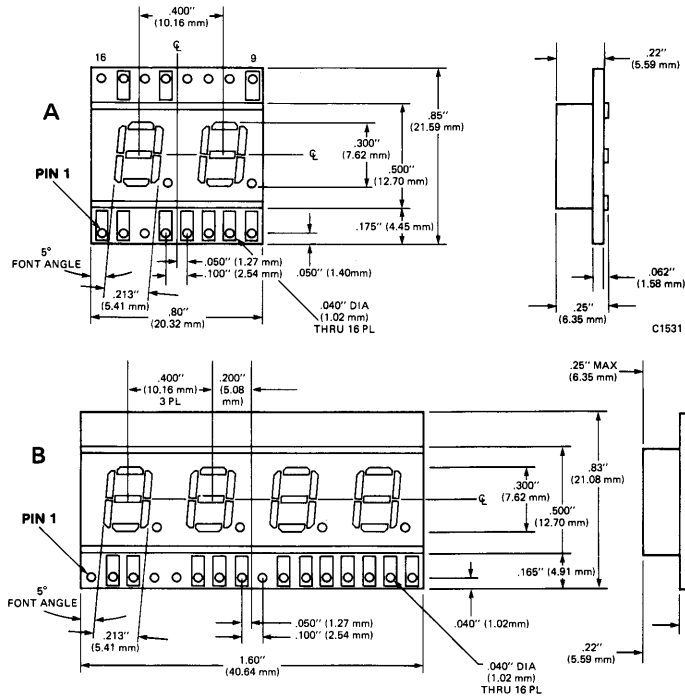 .400"
(10.16 mm)
℄
16
9
A
.22"
(5.59 mm)
.85"
(21.59 mm)
.300"
(7.62 mm)
℄
.500"
(12.70 mm)
PIN 1
.175" (4.45 mm)
5°
FONT ANGLE
.050" (1.27 mm)
.100" (2.54 mm)
.050" (1.40mm)
.213"
(5.41 mm)
.040" DIA
(1.02 mm)
THRU 16 PL
.80"
(20.32 mm)
.062"
(1.58 mm)
.25"
(6.35 mm)
C1531
.400"
(10.16 mm)
3 PL
.200"
(5.08
mm)
.25" MAX
(6.35 mm)
B
.83"
(21.08 mm)
.300"
(7.62 mm)
℄
.500"
(12.70 mm)
PIN 1
.165" (4.91 mm)
5°
FONT ANGLE
.050" (1.27 mm)
.100" (2.54 mm)
.040" (1.02mm)
.213"
(5.41 mm)
.22"
(5.59 mm)
1.60"
(40.64 mm)
.040" DIA
(1.02 mm)
THRU 16 PL